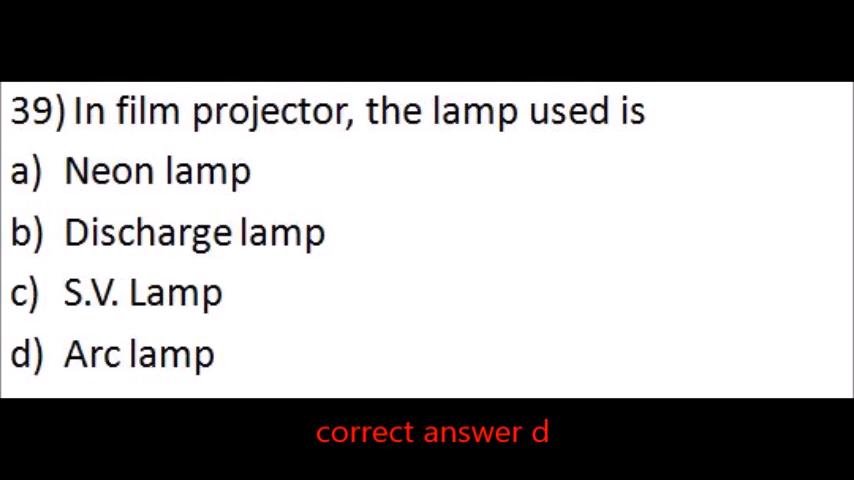 39) In film projector, the lamp used is
a) Neon lamp
b) Discharge lamp
c) S.V. Lamp
d) Arc lamp
correct answer d